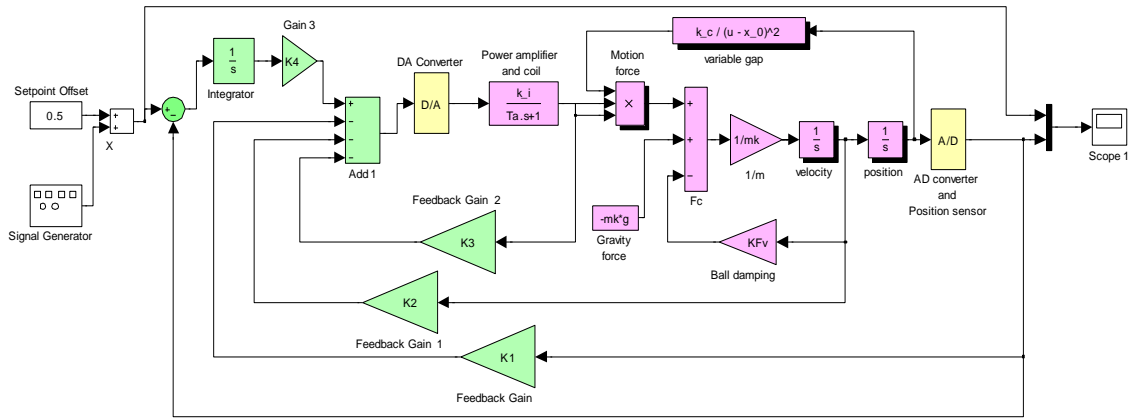 k_c / (u - x_0)^2
variable gap
Gain 3
K4
1
s
Integrator
DA Converter
D/A
Power amplifier
and coil
k_i
Ta.s+1
Motion
force
×
Setpoint Offset
0.5
+
+
X
+
−
+
−
−
−
Add 1
+
+
−
Fc
1/mk
1/m
1
s
velocity
1
s
position
A/D
AD converter
and
Position sensor
Scope 1
Signal Generator
Feedback Gain 2
K3
-mk*g
Gravity
force
KFv
Ball damping
K2
Feedback Gain 1
K1
Feedback Gain